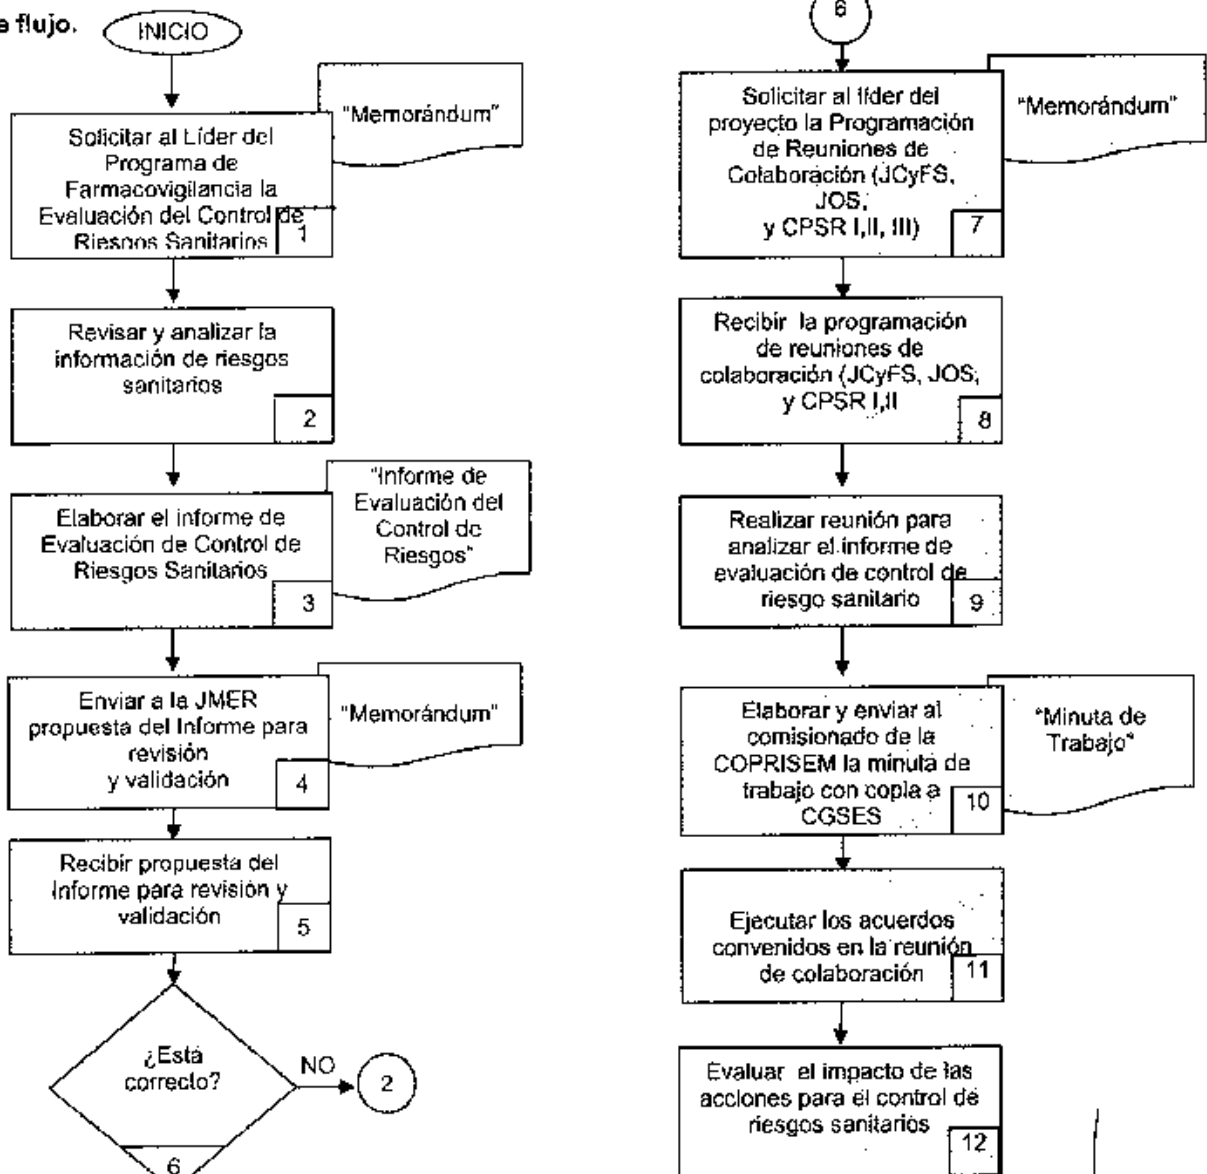 e flujo.
INICIO
"Memorándum"
Solicitar al Líder del
Programa de
Farmacovigilancia la
Evaluación del Control de
Riesgos Sanitarios
1
Revisar y analizar la
información de riesgos
sanitarios
2
"Informe de
Evaluación del
Control de
Riesgos"
Elaborar el informe de
Evaluación de Control de
Riesgos Sanitarios
3
Enviar a la JMER
propuesta del Informe para
revisión
y validación
4
"Memorándum"
Recibir propuesta del
Informe para revisión y
validación
5
¿Está
correcto?
6
NO
2
6
Solicitar al líder del
proyecto la Programación
de Reuniones de
Colaboración (JCyFS,
JOS,
y CPSR I,II, III)
7
"Memorándum"
Recibir la programación
de reuniones de
colaboración (JCyFS, JOS,
y CPSR I,II
8
Realizar reunión para
analizar el informe de
evaluación de control de
riesgo sanitario
9
Elaborar y enviar al
comisionado de la
COPRISEM la minuta de
trabajo con copia a
CGSES
10
"Minuta de
Trabajo"
Ejecutar los acuerdos
convenidos en la reunión
de colaboración
11
Evaluar el impacto de las
acciones para el control de
riesgos sanitarios
12